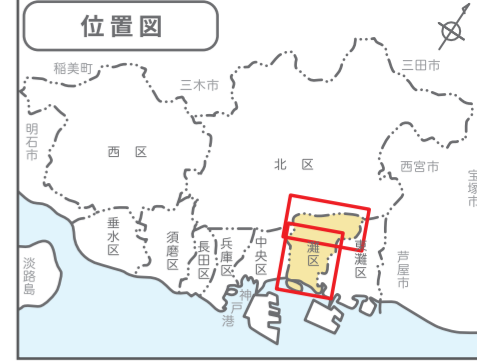 位置図
稲美町
三木市
三田市
明石市
西 区
北 区
西宮市
宝塚市
垂水区
須磨区
長田区
兵庫区
中央区
灘区
東灘区
芦屋市
淡路島
神戸港